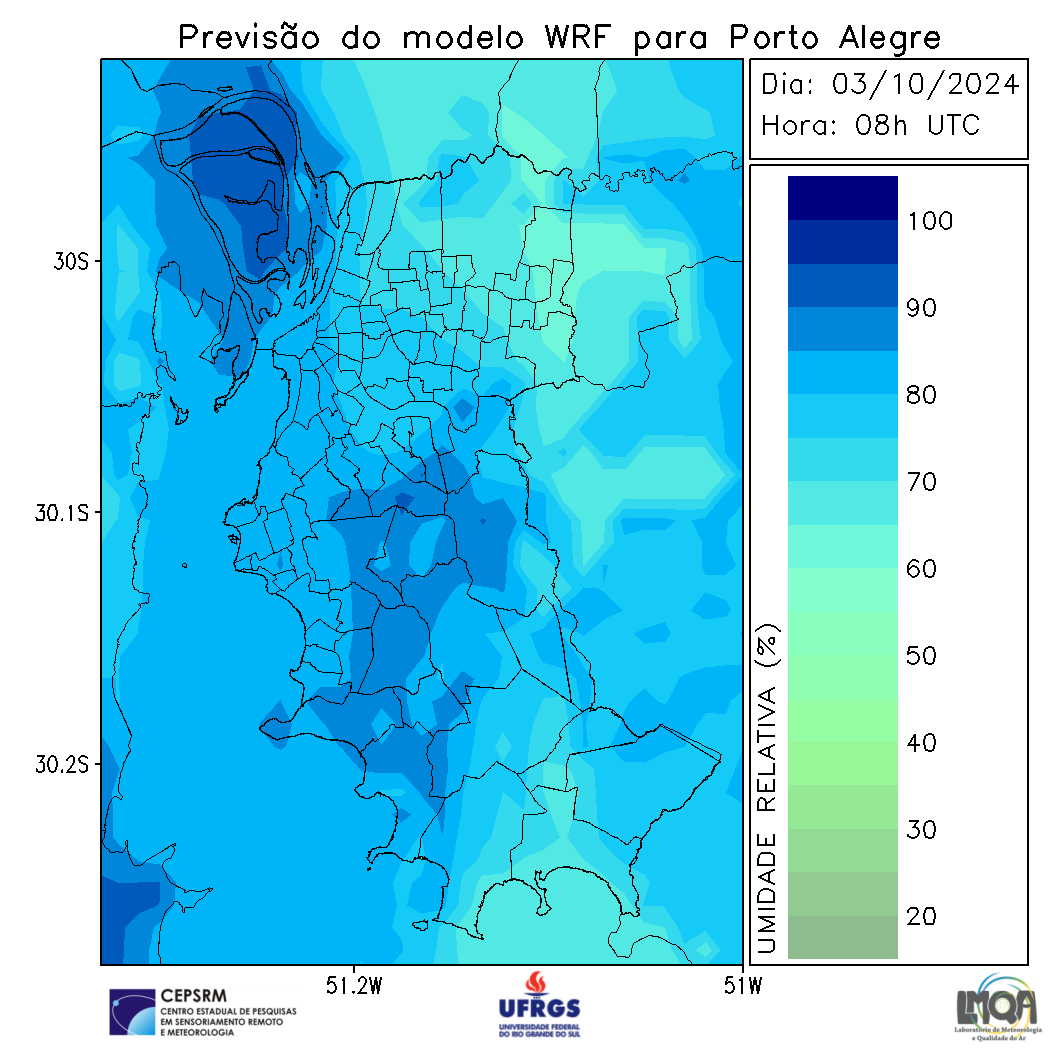 Previsão do modelo WRF para Porto Alegre
Dia: 03/10/2024
Hora: 08h UTC
30S
30.1S
30.2S
51.2W
51W
UMIDADE RELATIVA (%)
100
90
80
70
60
50
40
30
20
CEPSRM
CENTRO ESTADUAL DE PESQUISAS
EM SENSORIAMENTO REMOTO
E METEOROLOGIA
UFRGS
UNIVERSIDADE FEDERAL
DO RIO GRANDE DO SUL
LMQA
Laboratório de Meteorologia
e Qualidade do Ar